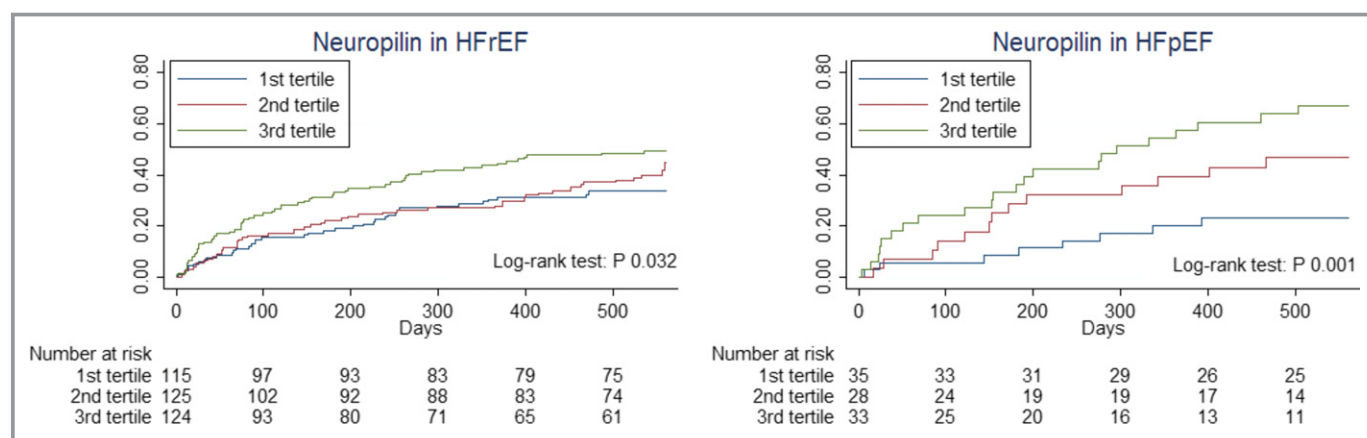 Neuropilin in HFrEF
0.80
0.60
0.40
0.20
0.00
1st tertile
2nd tertile
3rd tertile
Log-rank test: P 0.032
0 100 200 300 400 500
Days
Number at risk
1st tertile 115 97 93 83 79 75
2nd tertile 125 102 92 88 83 74
3rd tertile 124 93 80 71 65 61
Neuropilin in HFpEF
0.80
0.60
0.40
0.20
0.00
1st tertile
2nd tertile
3rd tertile
Log-rank test: P 0.001
0 100 200 300 400 500
Days
Number at risk
1st tertile 35 33 31 29 26 25
2nd tertile 28 24 19 19 17 14
3rd tertile 33 25 20 16 13 11